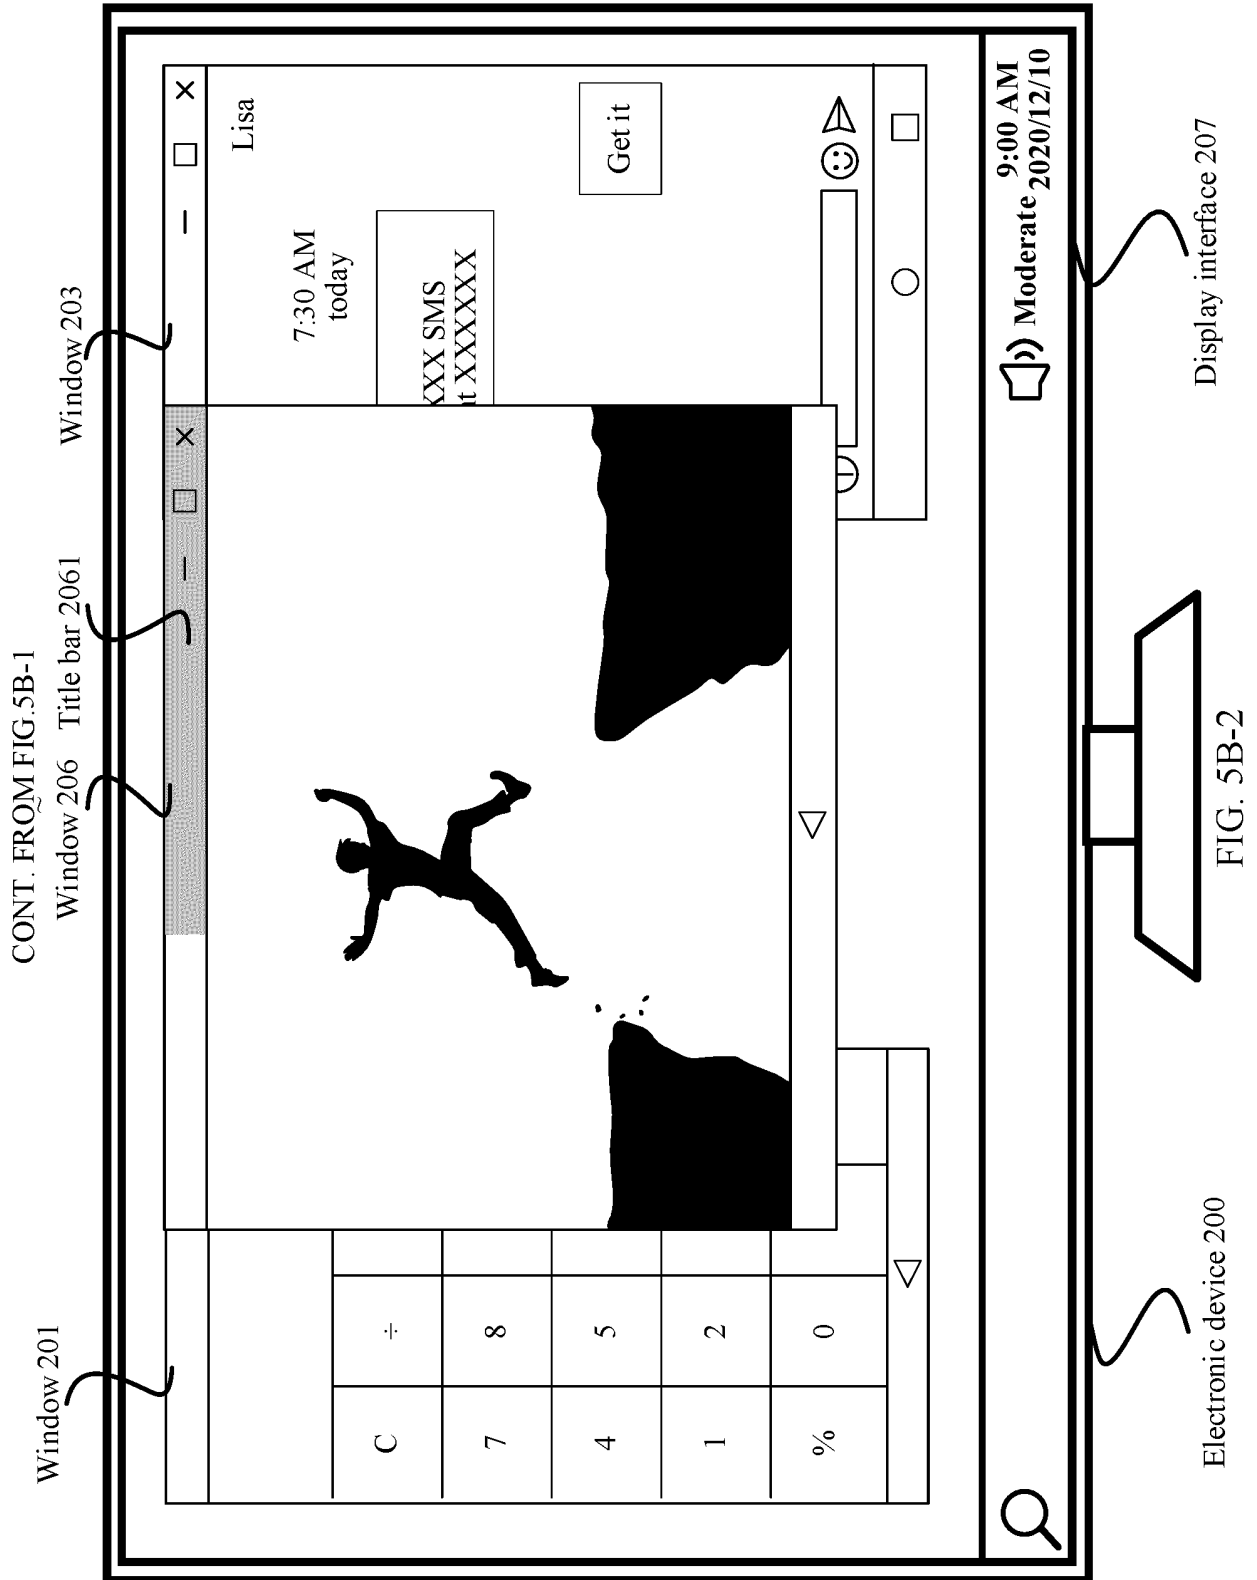 CONT. FROM FIG.5B-1
Window 201
Window 206
Title bar 2061
Window 203
Lisa
7:30 AM
today
XXX SMS
XXXXXX
Get it
C
÷
7
8
4
5
1
2
%
0
Moderate
9:00 AM
2020/12/10
Electronic device 200
Display interface 207
FIG. 5B-2